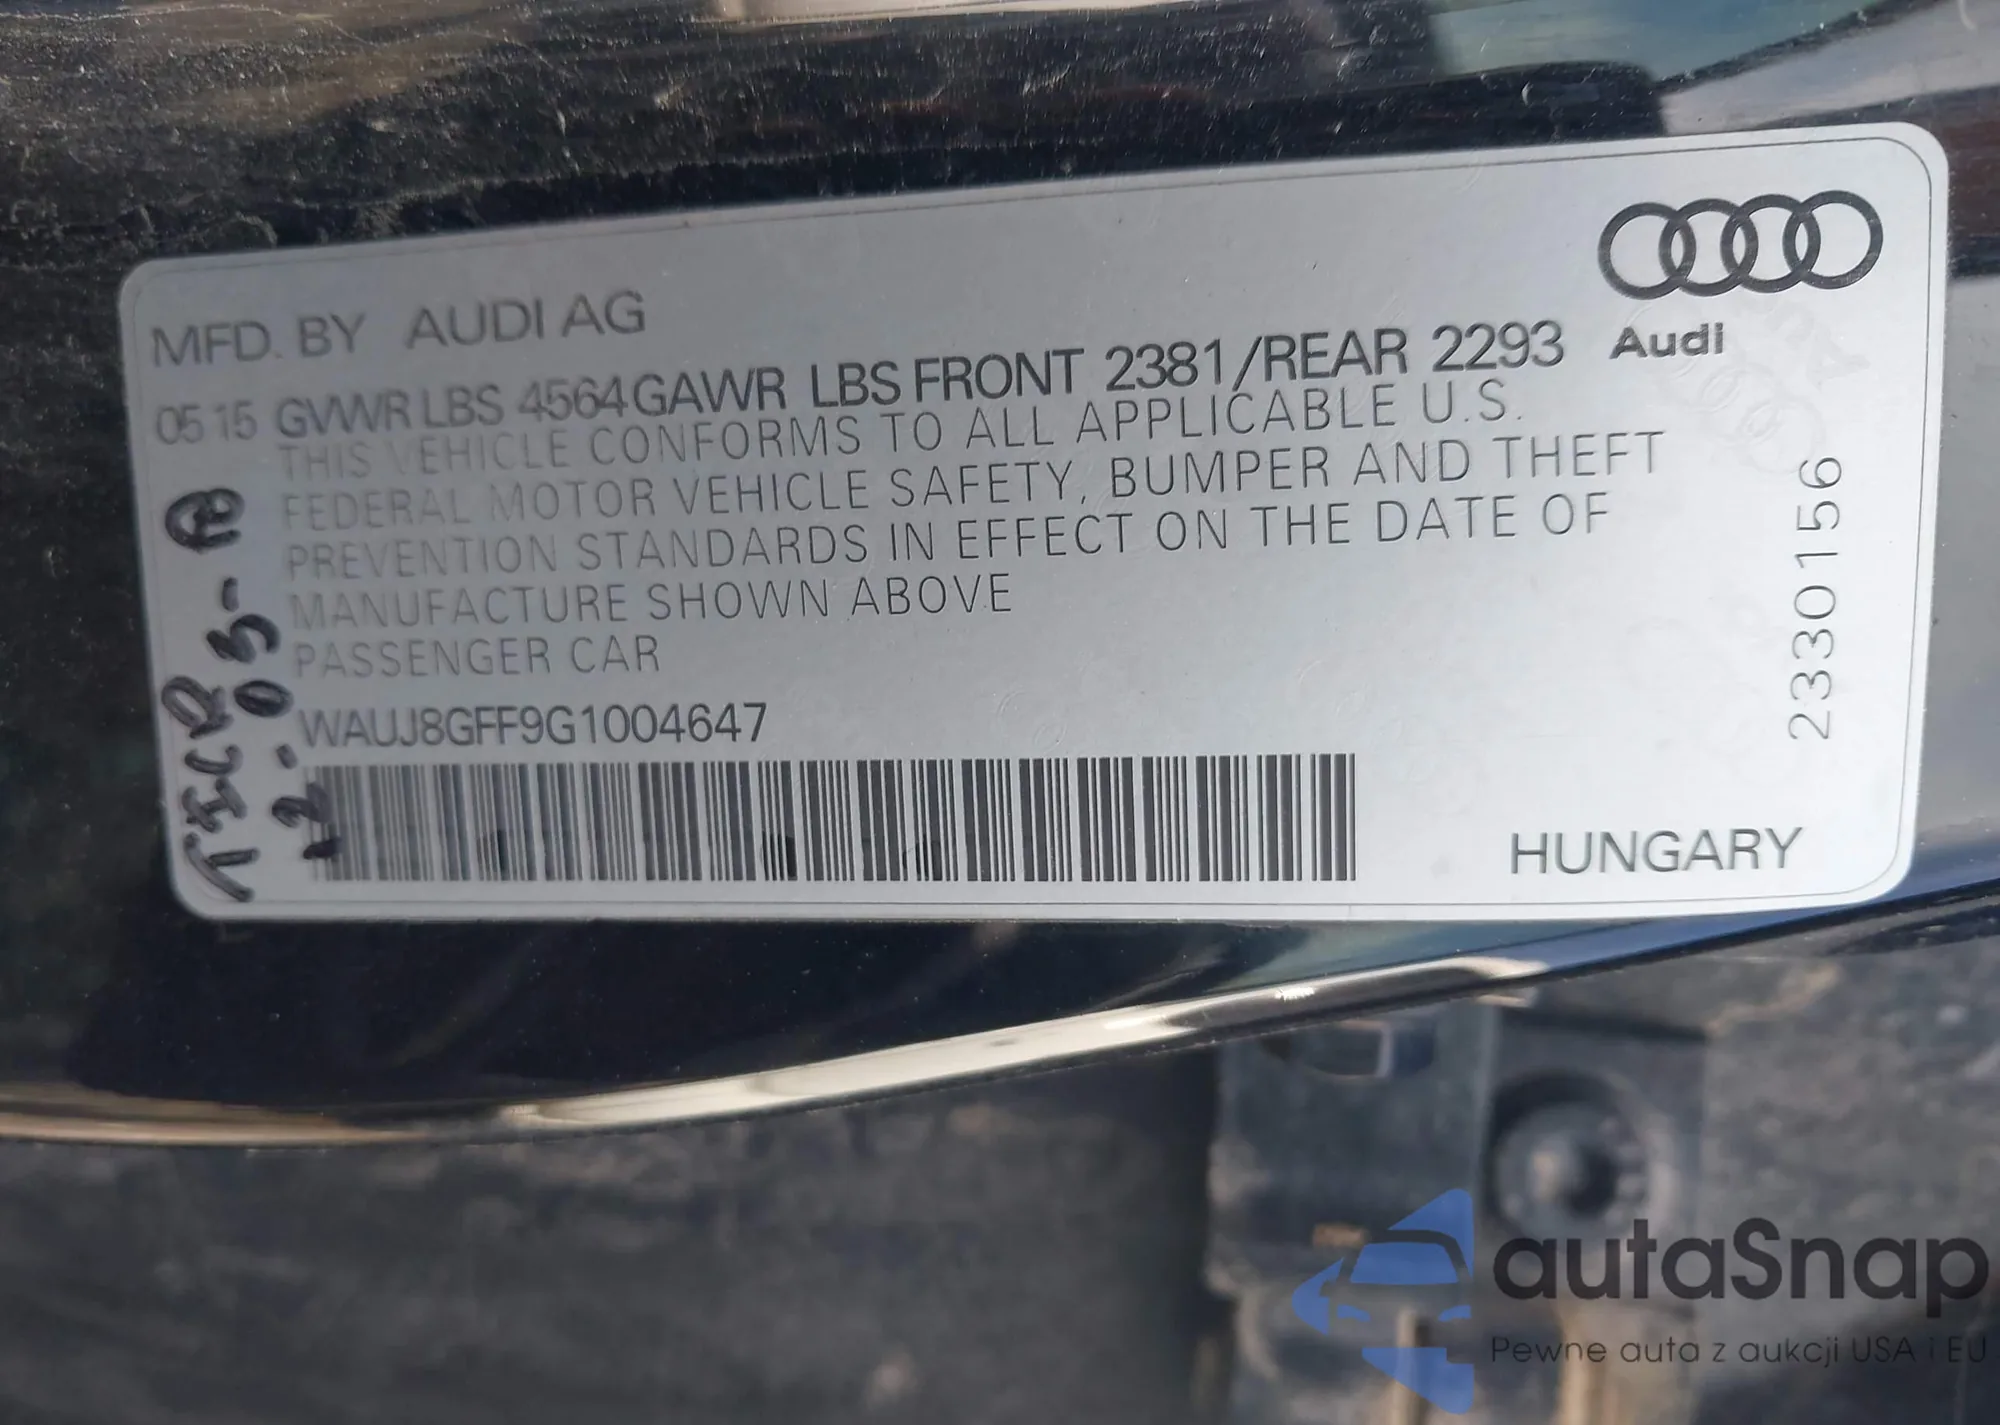 MFD. BY AUDI AG
Audi
05 15 GVWR LBS 4564 GAWR LBS FRONT 2381/REAR 2293
THIS VEHICLE CONFORMS TO ALL APPLICABLE U.S.
FEDERAL MOTOR VEHICLE SAFETY, BUMPER AND THEFT
PREVENTION STANDARDS IN EFFECT ON THE DATE OF
MANUFACTURE SHOWN ABOVE
PASSENGER CAR
WAUJ8GFF9G1004647
HUNGARY
2330156
autaSnap
Pewne auta z aukcji USA i EU